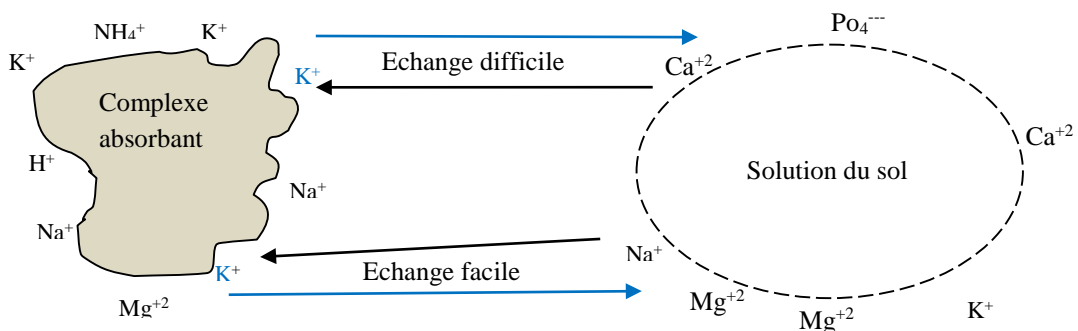 Po₄⁻⁻⁻
NH₄⁺ K⁺
K⁺
K⁺ Echange difficile Ca⁺²
Complexe
absorbant
Ca⁺²
H⁺
Solution du sol
Na⁺
Na⁺
Na⁺
K⁺ Echange facile
Mg⁺² Mg⁺² K⁺
Mg⁺²